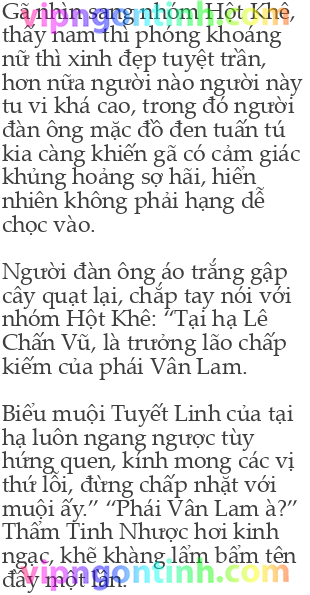 Gã nhìn sang nhóm Hột Khê,
vipngontinh.com
thấy nam thì phóng khoáng
nữ thì xinh đẹp tuyệt trần,
hơn nữa người nào người này
tu vi khá cao, trong đó người
đàn ông mặc đồ đen tuấn tú
kia càng khiến gã có cảm giác
khủng hoảng sợ hãi, hiển
nhiên không phải hạng dễ
chọc vào.
Người đàn ông áo trắng gập
cây quạt lại, chắp tay nói với
nhóm Hột Khê: “Tại hạ Lê
Chấn Vũ, là trưởng lão chấp
kiếm của phái Vân Lam.
Biểu muội Tuyết Linh của tại
hạ luôn ngang ngược tùy
hứng quen, kính mong các vị
thứ lỗi, đừng chấp nhặt với
muội ấy.” “Phái Vân Lam à?”
Thẩm Tinh Nhược hơi kinh
ngạc, khẽ khàng lẩm bẩm tên
đầy một lần.
vipngontinh.com